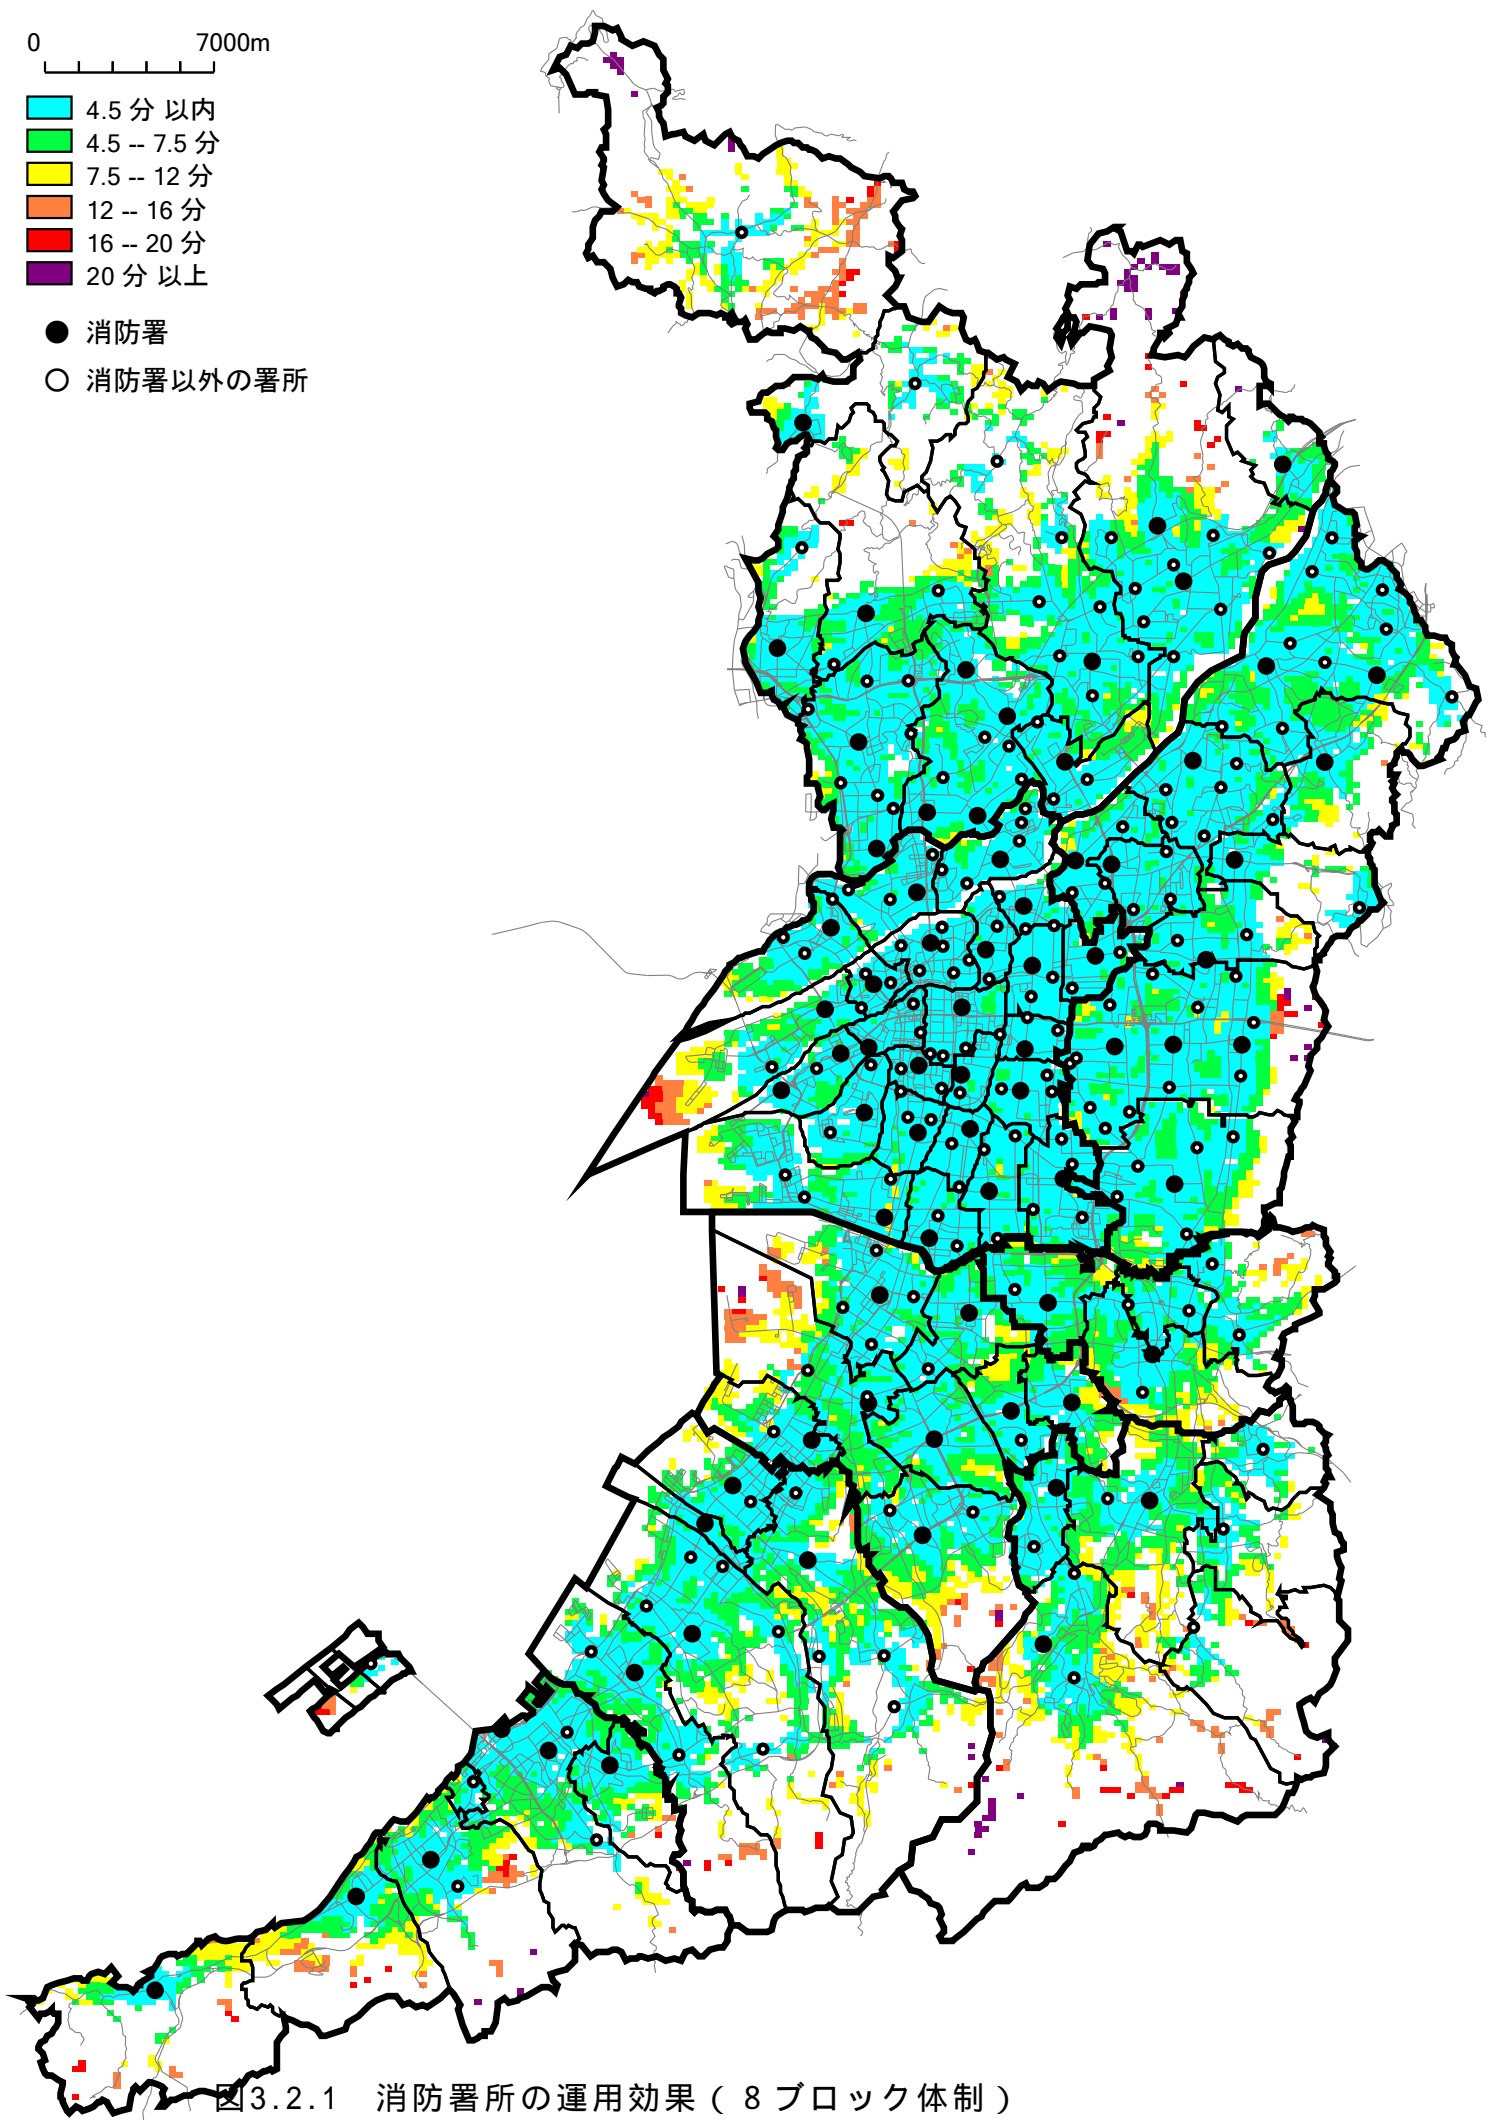 0 7000m
4.5 分 以内
4.5 -- 7.5 分
7.5 -- 12 分
12 -- 16 分
16 -- 20 分
20 分 以上
消防署
消防署以外の署所
図3.2.1 消防署所の運用効果（8ブロック体制）